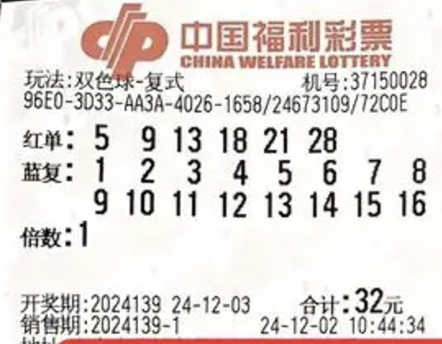 中国福利彩票
CHINA WELFARE LOTTERY
玩法:双色球-复式 机号:37150028
96E0-3D33-AA3A-4026-1658/24673109/72C0E
红单: 5 9 13 18 21 28
蓝复: 1 2 3 4 5 6 7 8
9 10 11 12 13 14 15 16
倍数:1
开奖期:2024139 24-12-03 合计:32元
销售期:2024139-1 24-12-02 10:44:34